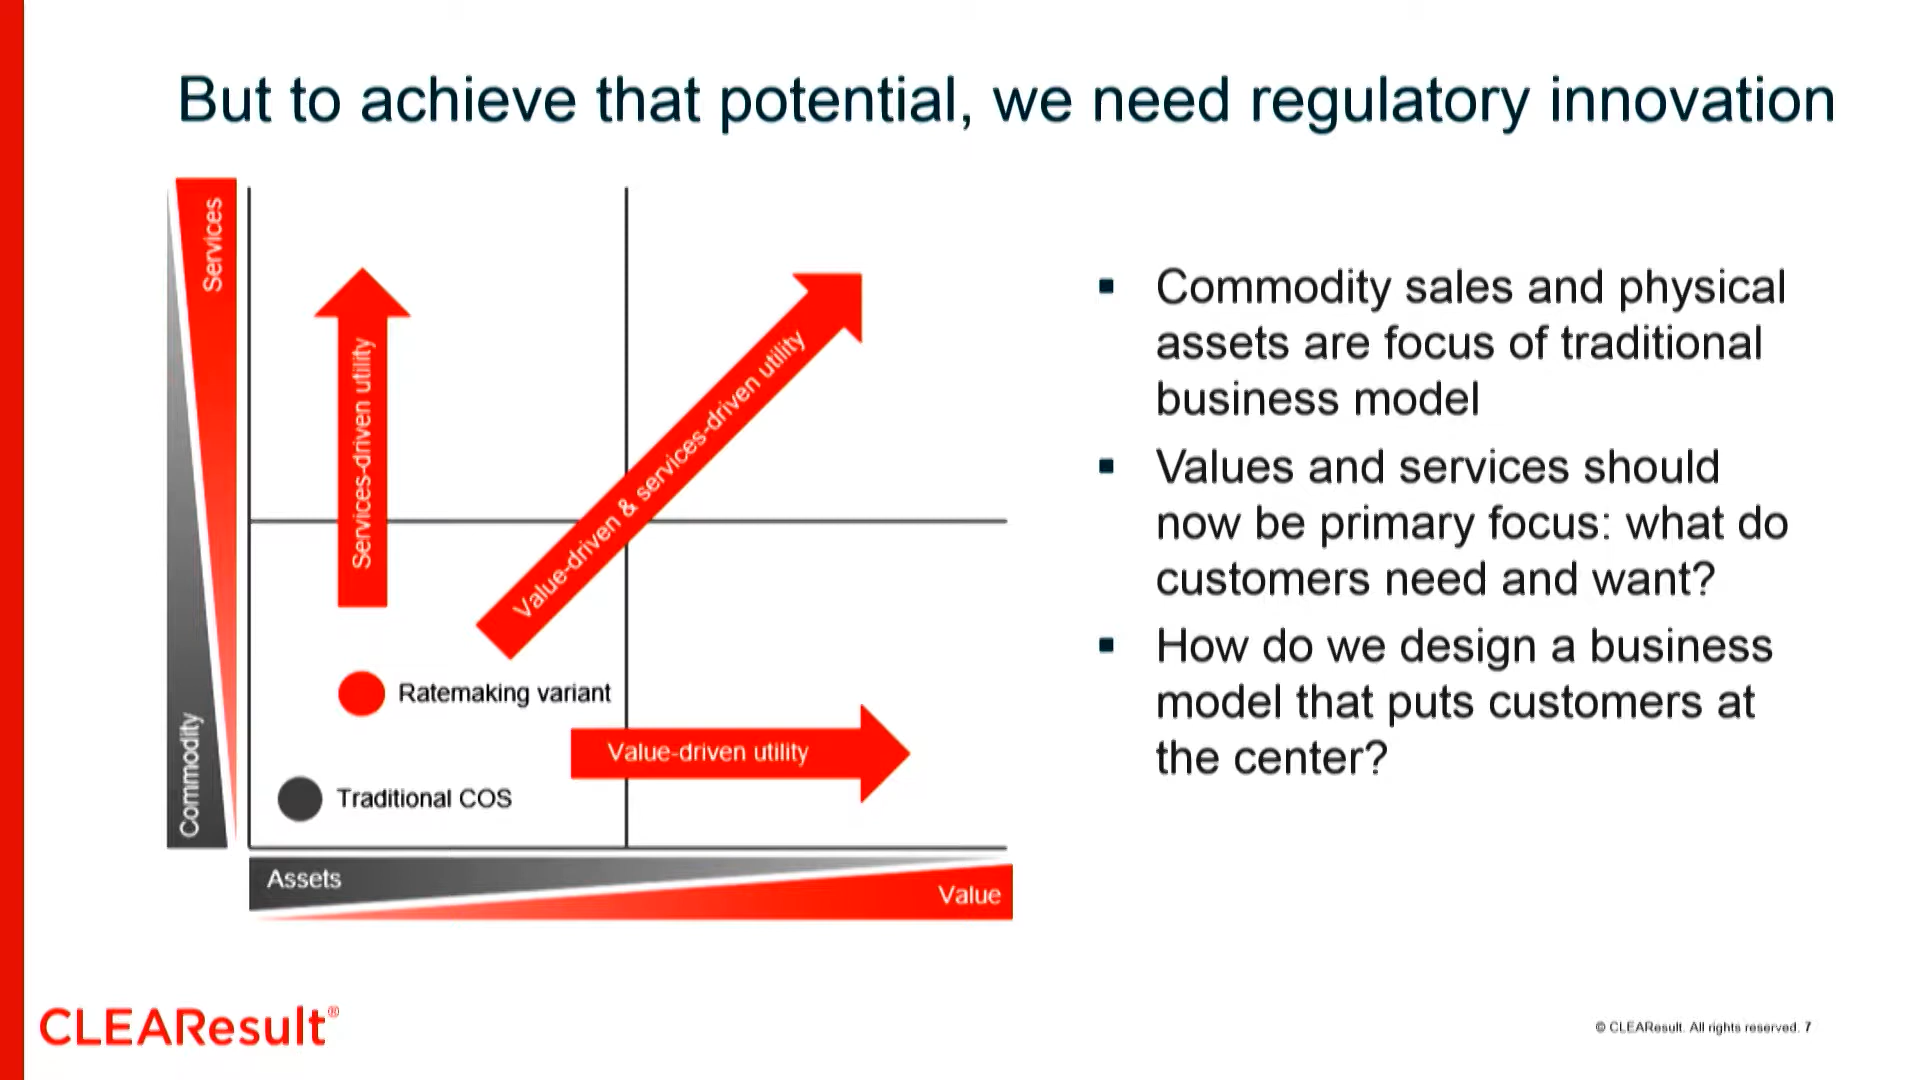 But to achieve that potential, we need regulatory innovation
Services
Commodity
Services-driven utility
Value-driven & services-driven utility
Ratemaking variant
Value-driven utility
Traditional COS
Assets
Value
▪ Commodity sales and physical
assets are focus of traditional
business model
▪ Values and services should
now be primary focus: what do
customers need and want?
▪ How do we design a business
model that puts customers at
the center?
CLEAResult®
© CLEAResult. All rights reserved. 7